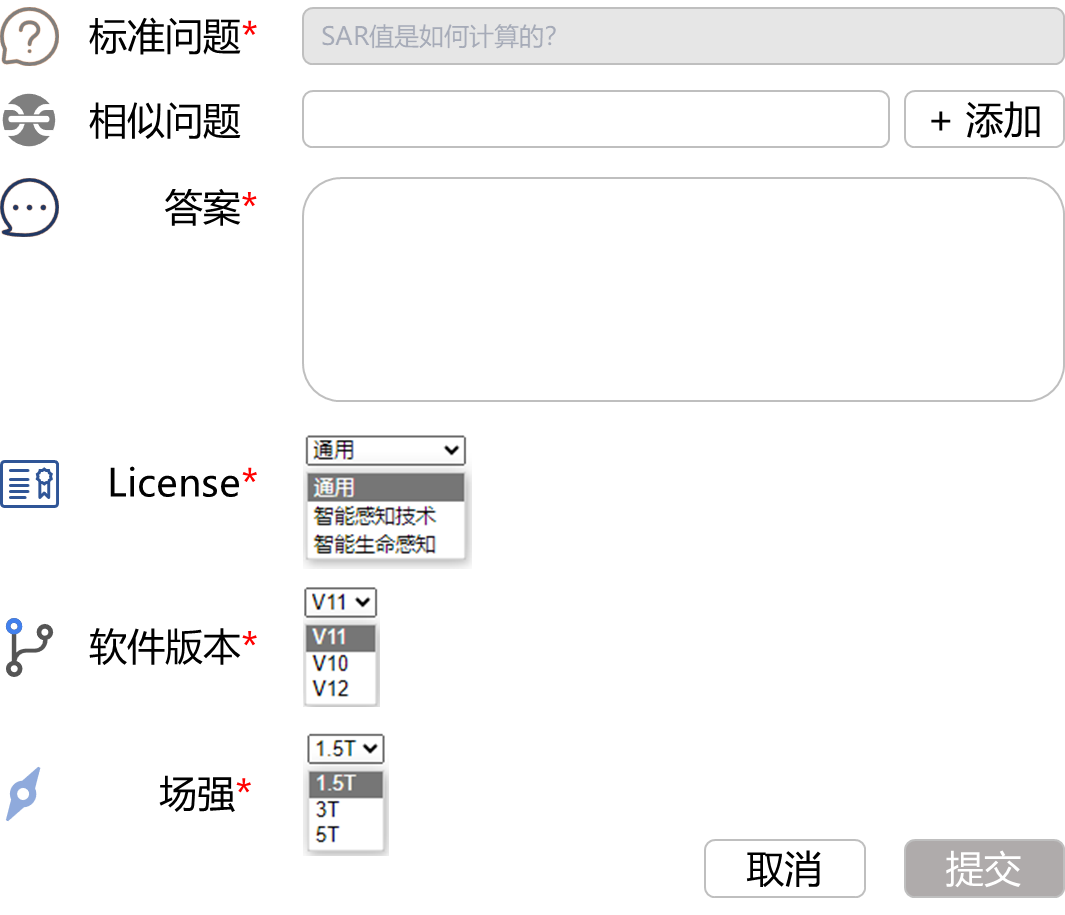 标准问题*
SAR值是如何计算的?
相似问题
+ 添加
答案*
License*
通用
通用
智能感知技术
智能生命感知
软件版本*
V11
V11
V10
V12
场强*
1.5T
1.5T
3T
5T
取消
提交